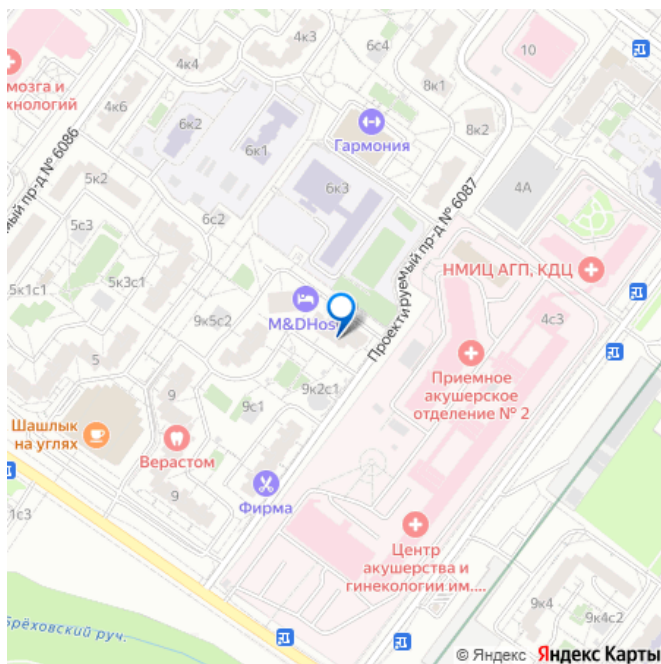 4к3
6с4
10
4к4
8к1
мозга и
хнологий
4к6
6к2
Гармония
8к2
6к1
мый пр-д № 6086
5к2
6к3
4А
Проектируемый пр-д № 6087
6с2
5с3
5к3с1
НМИЦ АГП, КДЦ
5к1с1
9к5с2
M&DHos
4с3
Приемное
акушерское
отделение № 2
9
9с1
9к2с1
Шашлык
на углях
Верастом
9
Фирма
1с3
Центр
акушерства и
гинекологии им....
Брёховский руч.
9к4
9к4с2
© Яндекс Яндекс Карты